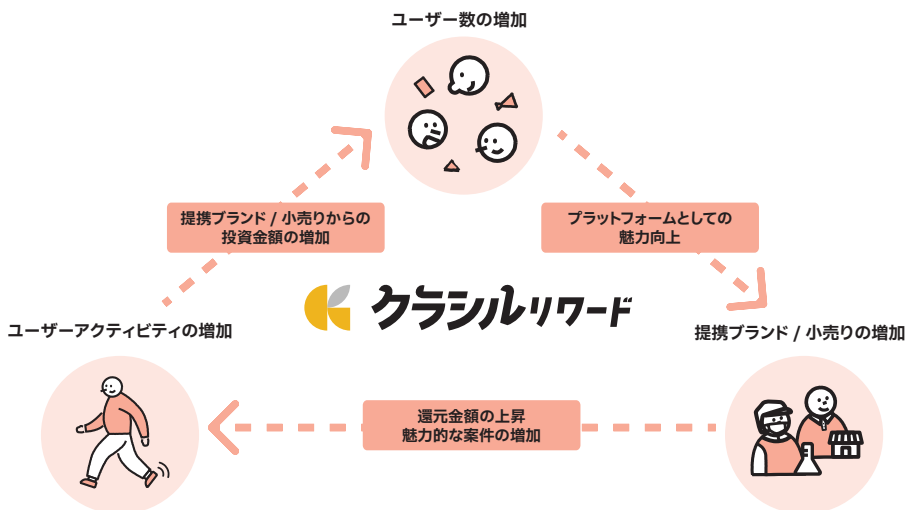 ユーザー数の増加
提携ブランド / 小売りからの
投資金額の増加
プラットフォームとしての
魅力向上
クラシルリワード
ユーザーアクティビティの増加
提携ブランド / 小売りの増加
還元金額の上昇
魅力的な案件の増加